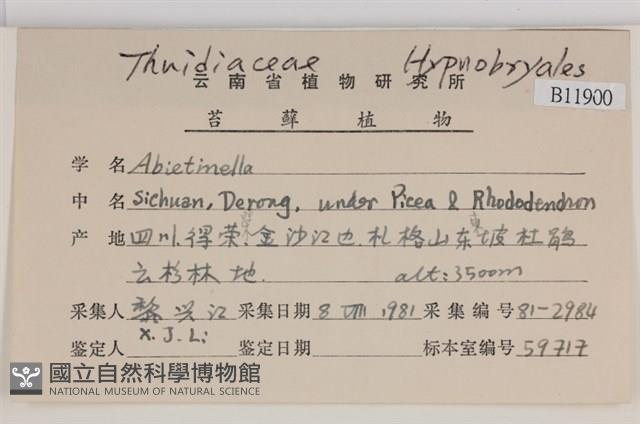 Thuidiaceae Hypnobryales
云南省植物研究所
B11900
苔藓植物
学名 Abietinella
中名 Sichuan, Derong, under Picea & Rhododendron
产地 四川.得荣.金沙江边.札格山东坡杜鹃
云杉林地. alt:3500m
采集人 黎兴江 采集日期 8 VIII 1981 采集编号 81-2984
X.J.Li
鉴定人 鉴定日期 标本室编号 59717
國立自然科學博物館
NATIONAL MUSEUM OF NATURAL SCIENCE